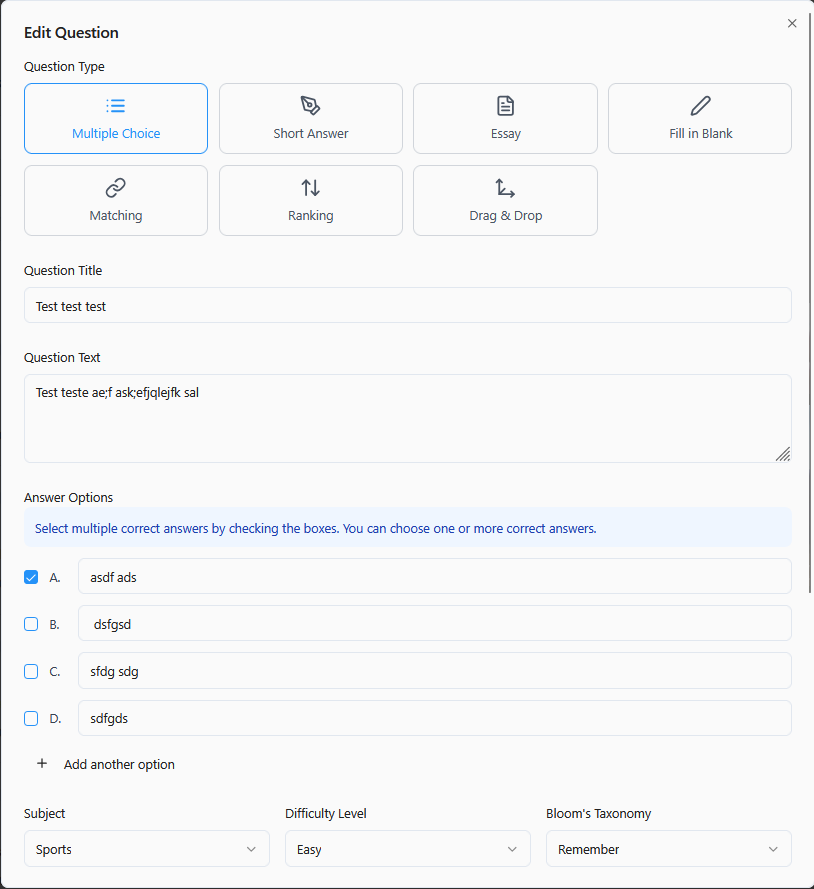 Edit Question
Question Type
Multiple Choice
Short Answer
Essay
Fill in Blank
Matching
Ranking
Drag & Drop
Question Title
Test test test
Question Text
Test teste ae;f ask;efjqlejfk sal
Answer Options
Select multiple correct answers by checking the boxes. You can choose one or more correct answers.
A. asdf ads
B. dsfgsd
C. sfdg sdg
D. sdfgds
+ Add another option
Subject
Difficulty Level
Bloom's Taxonomy
Sports
Easy
Remember